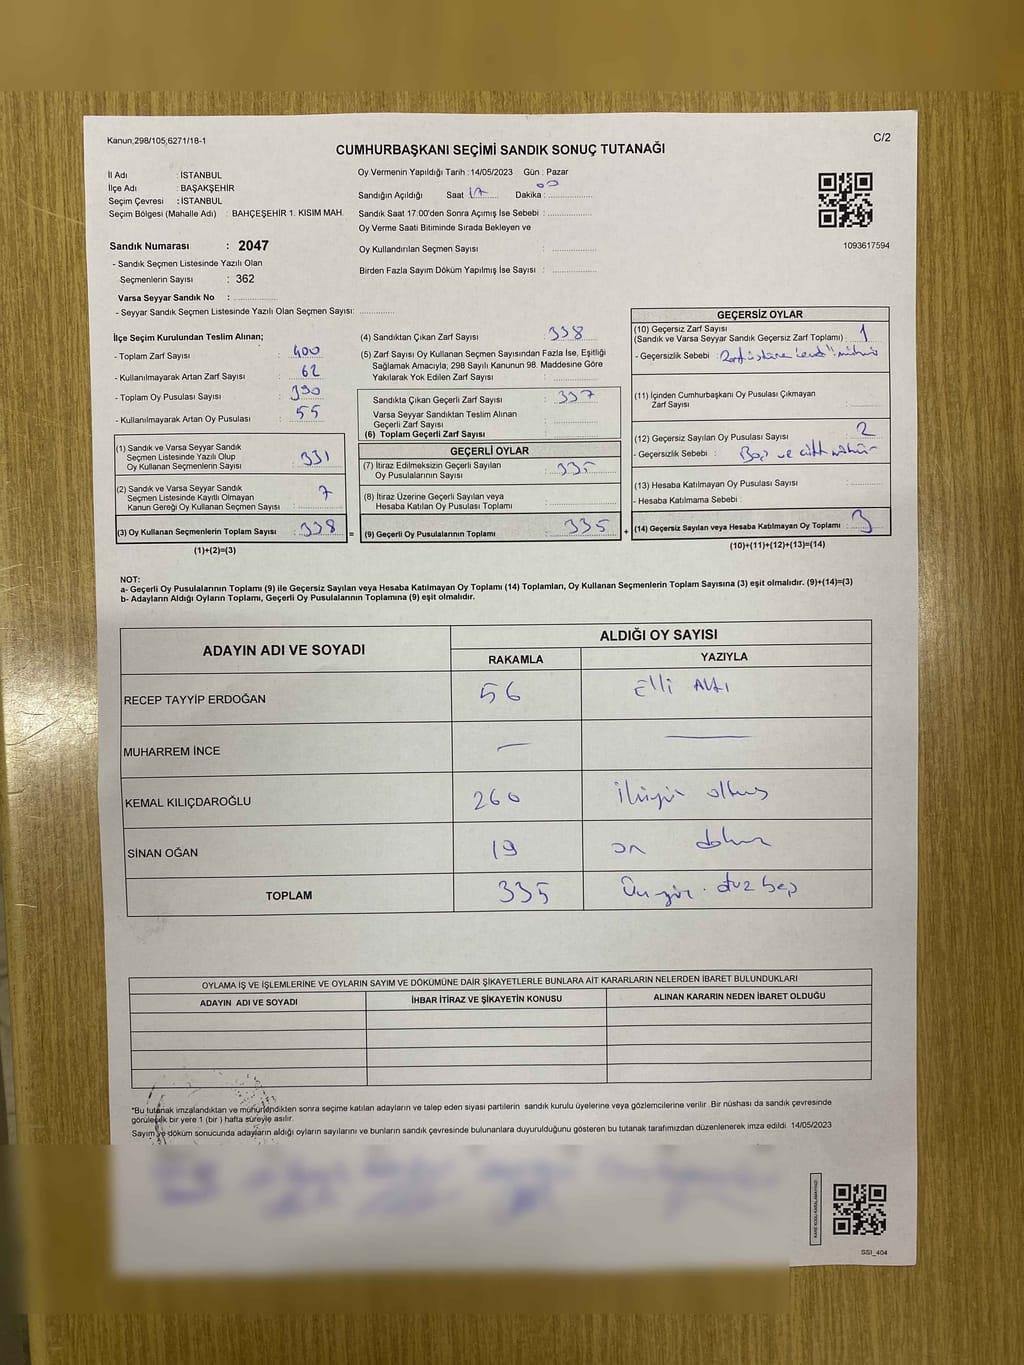 Kanun;298/105;6271/18-1
C/2
CUMHURBAŞKANI SEÇİMİ SANDIK SONUÇ TUTANAĞI
İl Adı : İSTANBUL
İlçe Adı : BAŞAKŞEHİR
Seçim Çevresi : İSTANBUL
Seçim Bölgesi (Mahalle Adı) : BAHÇEŞEHİR 1. KISIM MAH.
Sandık Numarası : 2047
- Sandık Seçmen Listesinde Yazılı Olan
Seçmenlerin Sayısı : 362
Varsa Seyyar Sandık No :
- Seyyar Sandık Seçmen Listesinde Yazılı Olan Seçmen Sayısı:
Oy Vermenin Yapıldığı Tarih : 14/05/2023 Gün : Pazar
Sandığın Açıldığı Saat 17 Dakika : 00
Sandık Saat 17:00'den Sonra Açımış İse Sebebi :
Oy Verme Saati Bitiminde Sırada Bekleyen ve
Oy Kullandırılan Seçmen Sayısı :
Birden Fazla Sayım Döküm Yapılmış İse Sayısı :
1093617594
İlçe Seçim Kurulundan Teslim Alınan;
- Toplam Zarf Sayısı : 400
- Kullanılmayarak Artan Zarf Sayısı : 62
- Toplam Oy Pusulası Sayısı : 390
- Kullanılmayarak Artan Oy Pusulası : 55
(1) Sandık ve Varsa Seyyar Sandık
Seçmen Listesinde Yazılı Olup
Oy Kullanan Seçmenlerin Sayısı : 331
(2) Sandık ve Varsa Seyyar Sandık
Seçmen Listesinde Kayıtlı Olmayan
Kanun Gereği Oy Kullanan Seçmen Sayısı : 7
(3) Oy Kullanan Seçmenlerin Toplam Sayısı : 338
(1)+(2)=(3)
=
(4) Sandıktan Çıkan Zarf Sayısı : 338
(5) Zarf Sayısı Oy Kullanan Seçmen Sayısından Fazla İse, Eşitliği
Sağlamak Amacıyla; 298 Sayılı Kanunun 98. Maddesine Göre
Yakılarak Yok Edilen Zarf Sayısı :
Sandıkta Çıkan Geçerli Zarf Sayısı : 337
Varsa Seyyar Sandıktan Teslim Alınan
Geçerli Zarf Sayısı :
(6) Toplam Geçerli Zarf Sayısı :
GEÇERLİ OYLAR
(7) İtiraz Edilmeksizin Geçerli Sayılan
Oy Pusulalarının Sayısı : 335
(8) İtiraz Üzerine Geçerli Sayılan veya
Hesaba Katılan Oy Pusulası Toplamı :
(9) Geçerli Oy Pusulalarının Toplamı : 335
+
GEÇERSİZ OYLAR
(10) Geçersiz Zarf Sayısı
(Sandık ve Varsa Seyyar Sandık Geçersiz Zarf Toplamı) : 1
- Geçersizlik Sebebi :
(11) İçinden Cumhurbaşkanı Oy Pusulası Çıkmayan
Zarf Sayısı :
(12) Geçersiz Sayılan Oy Pusulası Sayısı : 2
- Geçersizlik Sebebi : Boş ve çift mühür
(13) Hesaba Katılmayan Oy Pusulası Sayısı :
- Hesaba Katılmama Sebebi :
(14) Geçersiz Sayılan veya Hesaba Katılmayan Oy Toplamı : 3
(10)+(11)+(12)+(13)=(14)
NOT:
a- Geçerli Oy Pusulalarının Toplamı (9) ile Geçersiz Sayılan veya Hesaba Katılmayan Oy Toplamı (14) Toplamları, Oy Kullanan Seçmenlerin Toplam Sayısına (3) eşit olmalıdır. (9)+(14)=(3)
b- Adayların Aldığı Oyların Toplamı, Geçerli Oy Pusulalarının Toplamına (9) eşit olmalıdır.
ADAYIN ADI VE SOYADI
ALDIĞI OY SAYISI
RAKAMLA YAZIYLA
RECEP TAYYİP ERDOĞAN 56 Elli Altı
MUHARREM İNCE — —
KEMAL KILIÇDAROĞLU 260 İkiyüz altmış
SİNAN OĞAN 19 on dokuz
TOPLAM 335 Üçyüz otuz beş
OYLAMA İŞ VE İŞLEMLERİNE VE OYLARIN SAYIM VE DÖKÜMÜNE DAİR ŞİKAYETLERLE BUNLARA AİT KARARLARIN NELERDEN İBARET BULUNDUKLARI
ADAYIN ADI VE SOYADI İHBAR İTİRAZ VE ŞİKAYETİN KONUSU ALINAN KARARIN NEDEN İBARET OLDUĞU
*Bu tutanak imzalandıktan ve mühürlendikten sonra seçime katılan adayların ve talep eden siyasi partilerin sandık kurulu üyelerine veya gözlemcilerine verilir. Bir nüshası da sandık çevresinde
görülecek bir yere 1 (bir) hafta süreyle asılır.
Sayım ve döküm sonucunda adayların aldığı oyların sayılarını ve bunların sandık çevresinde bulunanlara duyurulduğunu gösteren bu tutanak tarafımızdan düzenlenerek imza edildi. 14/05/2023
SSI_404